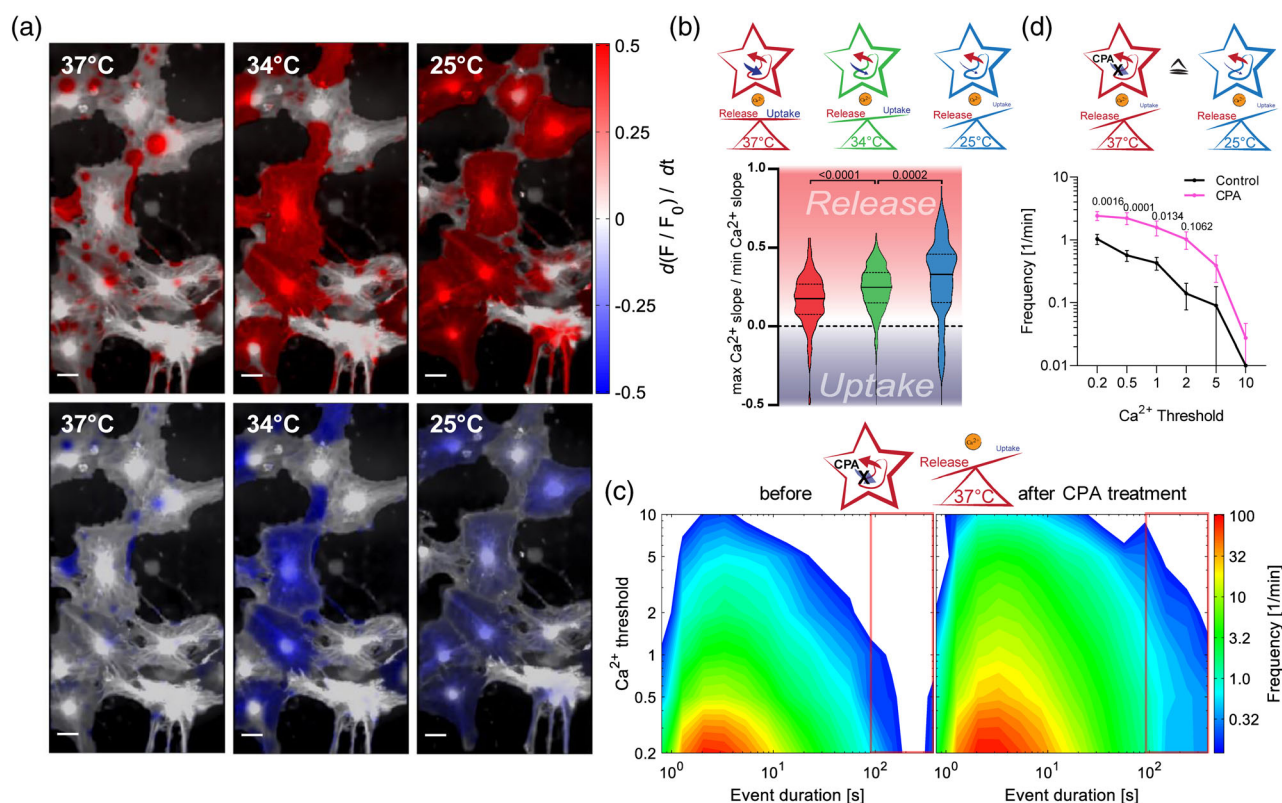 (a)
37°C
34°C
25°C
0.5
0.25
0
-0.25
-0.5
d(F / F0) / dt
37°C
34°C
25°C
(b)
Ca2+
Ca2+
Ca2+
Release Uptake
Release Uptake
Release Uptake
37°C
34°C
25°C
max Ca2+ slope / min Ca2+ slope
1.0
0.5
0.0
-0.5
<0.0001
0.0002
Release
Uptake
(d)
CPA
X
≙
Ca2+
Ca2+
Release Uptake
Release Uptake
37°C
25°C
Control
CPA
Frequency [1/min]
10
1
0.1
0.01
0.0016
0.0001
0.0134
0.1062
0.2 0.5 1 2 5 10
Ca2+ Threshold
(c)
before
CPA
X
Ca2+
Release Uptake
37°C
after CPA treatment
Ca2+ threshold
10
5
2
1
0.5
0.2
10^0 10^1 10^2
Event duration [s]
10^0 10^1 10^2
Event duration [s]
100
32
10
3.2
1.0
0.32
Frequency [1/min]